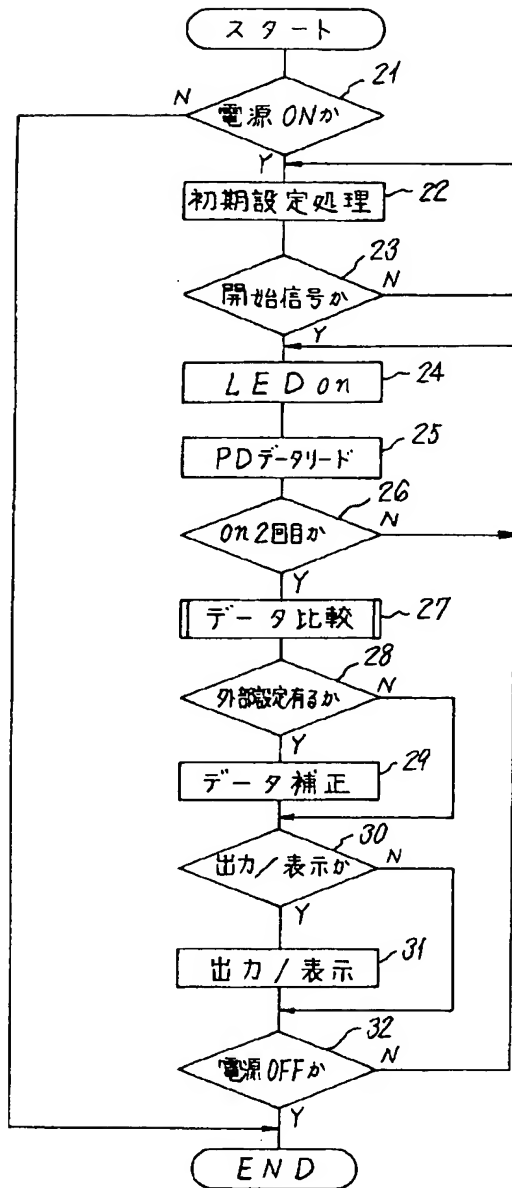 スタート
21
N
電源ONか
Y
22
初期設定処理
23
開始信号か
N
Y
LED on
24
25
PDデータリード
26
on2回目か
N
Y
データ比較
27
28
外部設定有るか
N
Y
29
データ補正
30
出力/表示か
N
Y
31
出力/表示
32
電源OFFか
N
Y
END